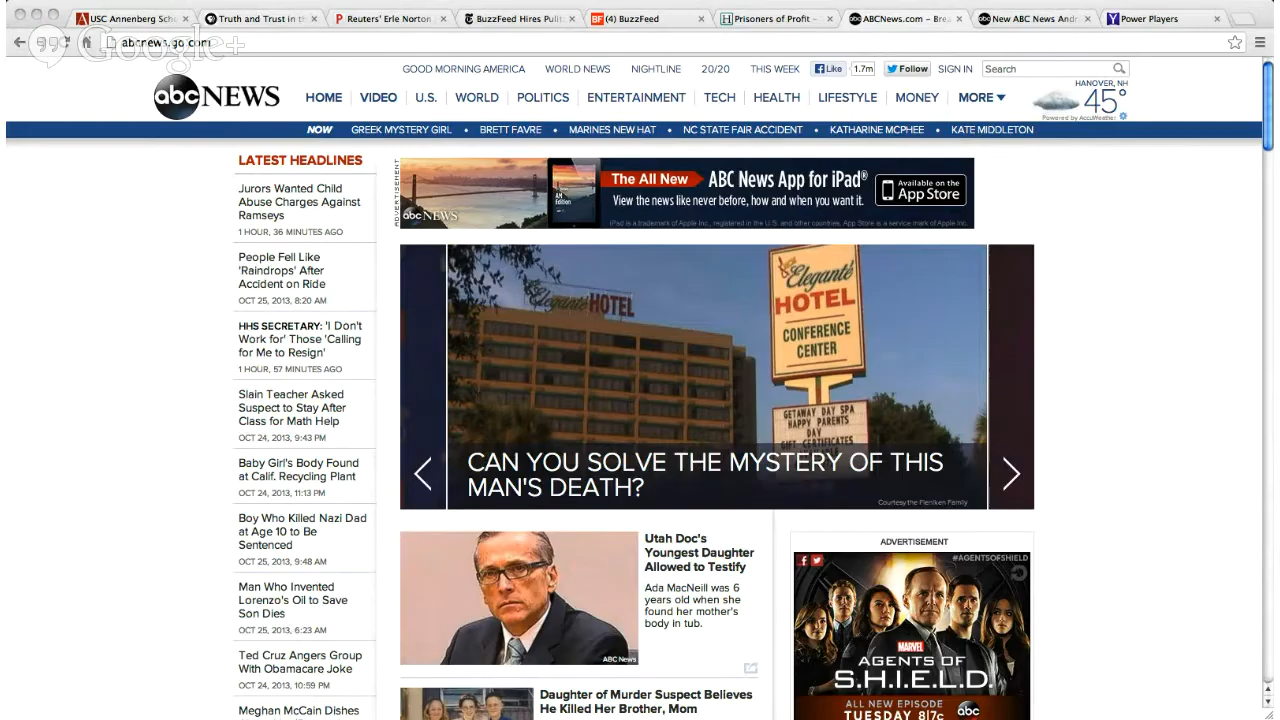 USC Annenberg Scho
Truth and Trust in th
Reuters' Erle Norton
BuzzFeed Hires Pulit
(4) BuzzFeed
Prisoners of Profit –
ABCNews.com – Brea
New ABC News Andr
Power Players
abcnews.go.com
Google+
GOOD MORNING AMERICA WORLD NEWS NIGHTLINE 20/20 THIS WEEK Like 1.7m Follow SIGN IN Search
abc NEWS
HOME VIDEO U.S. WORLD POLITICS ENTERTAINMENT TECH HEALTH LIFESTYLE MONEY MORE
HANOVER, NH
45°
Powered by AccuWeather
NOW GREEK MYSTERY GIRL • BRETT FAVRE • MARINES NEW HAT • NC STATE FAIR ACCIDENT • KATHARINE MCPHEE • KATE MIDDLETON
LATEST HEADLINES
Jurors Wanted Child
Abuse Charges Against
Ramseys
1 HOUR, 36 MINUTES AGO
People Fell Like
'Raindrops' After
Accident on Ride
OCT 25, 2013, 8:20 AM
HHS SECRETARY: 'I Don't
Work for' Those 'Calling
for Me to Resign'
1 HOUR, 57 MINUTES AGO
Slain Teacher Asked
Suspect to Stay After
Class for Math Help
OCT 24, 2013, 9:43 PM
Baby Girl's Body Found
at Calif. Recycling Plant
OCT 24, 2013, 11:13 PM
Boy Who Killed Nazi Dad
at Age 10 to Be
Sentenced
OCT 25, 2013, 9:48 AM
Man Who Invented
Lorenzo's Oil to Save
Son Dies
OCT 25, 2013, 6:23 AM
Ted Cruz Angers Group
With Obamacare Joke
OCT 24, 2013, 10:59 PM
Meghan McCain Dishes
ADVERTISEMENT
abc NEWS
AM
Edition
The All New ABC News App for iPad®
View the news like never before, how and when you want it.
Available on the
App Store
iPad is a trademark of Apple Inc., registered in the U.S. and other countries. App Store is a service mark of Apple Inc.
Eleganté HOTEL
Eleganté
HOTEL
CONFERENCE
CENTER
GETAWAY DAY SPA
HAPPY PARENTS
DAY
GIFT CERTIFICATES
CAN YOU SOLVE THE MYSTERY OF THIS
MAN'S DEATH?
Courtesy the Pleniken Family
ABC News
Utah Doc's
Youngest Daughter
Allowed to Testify
Ada MacNeill was 6
years old when she
found her mother's
body in tub.
Daughter of Murder Suspect Believes
He Killed Her Brother, Mom
ADVERTISEMENT
#AGENTSOFSHIELD
MARVEL
AGENTS OF
S.H.I.E.L.D.
ALL NEW EPISODE
TUESDAY 8|7c abc